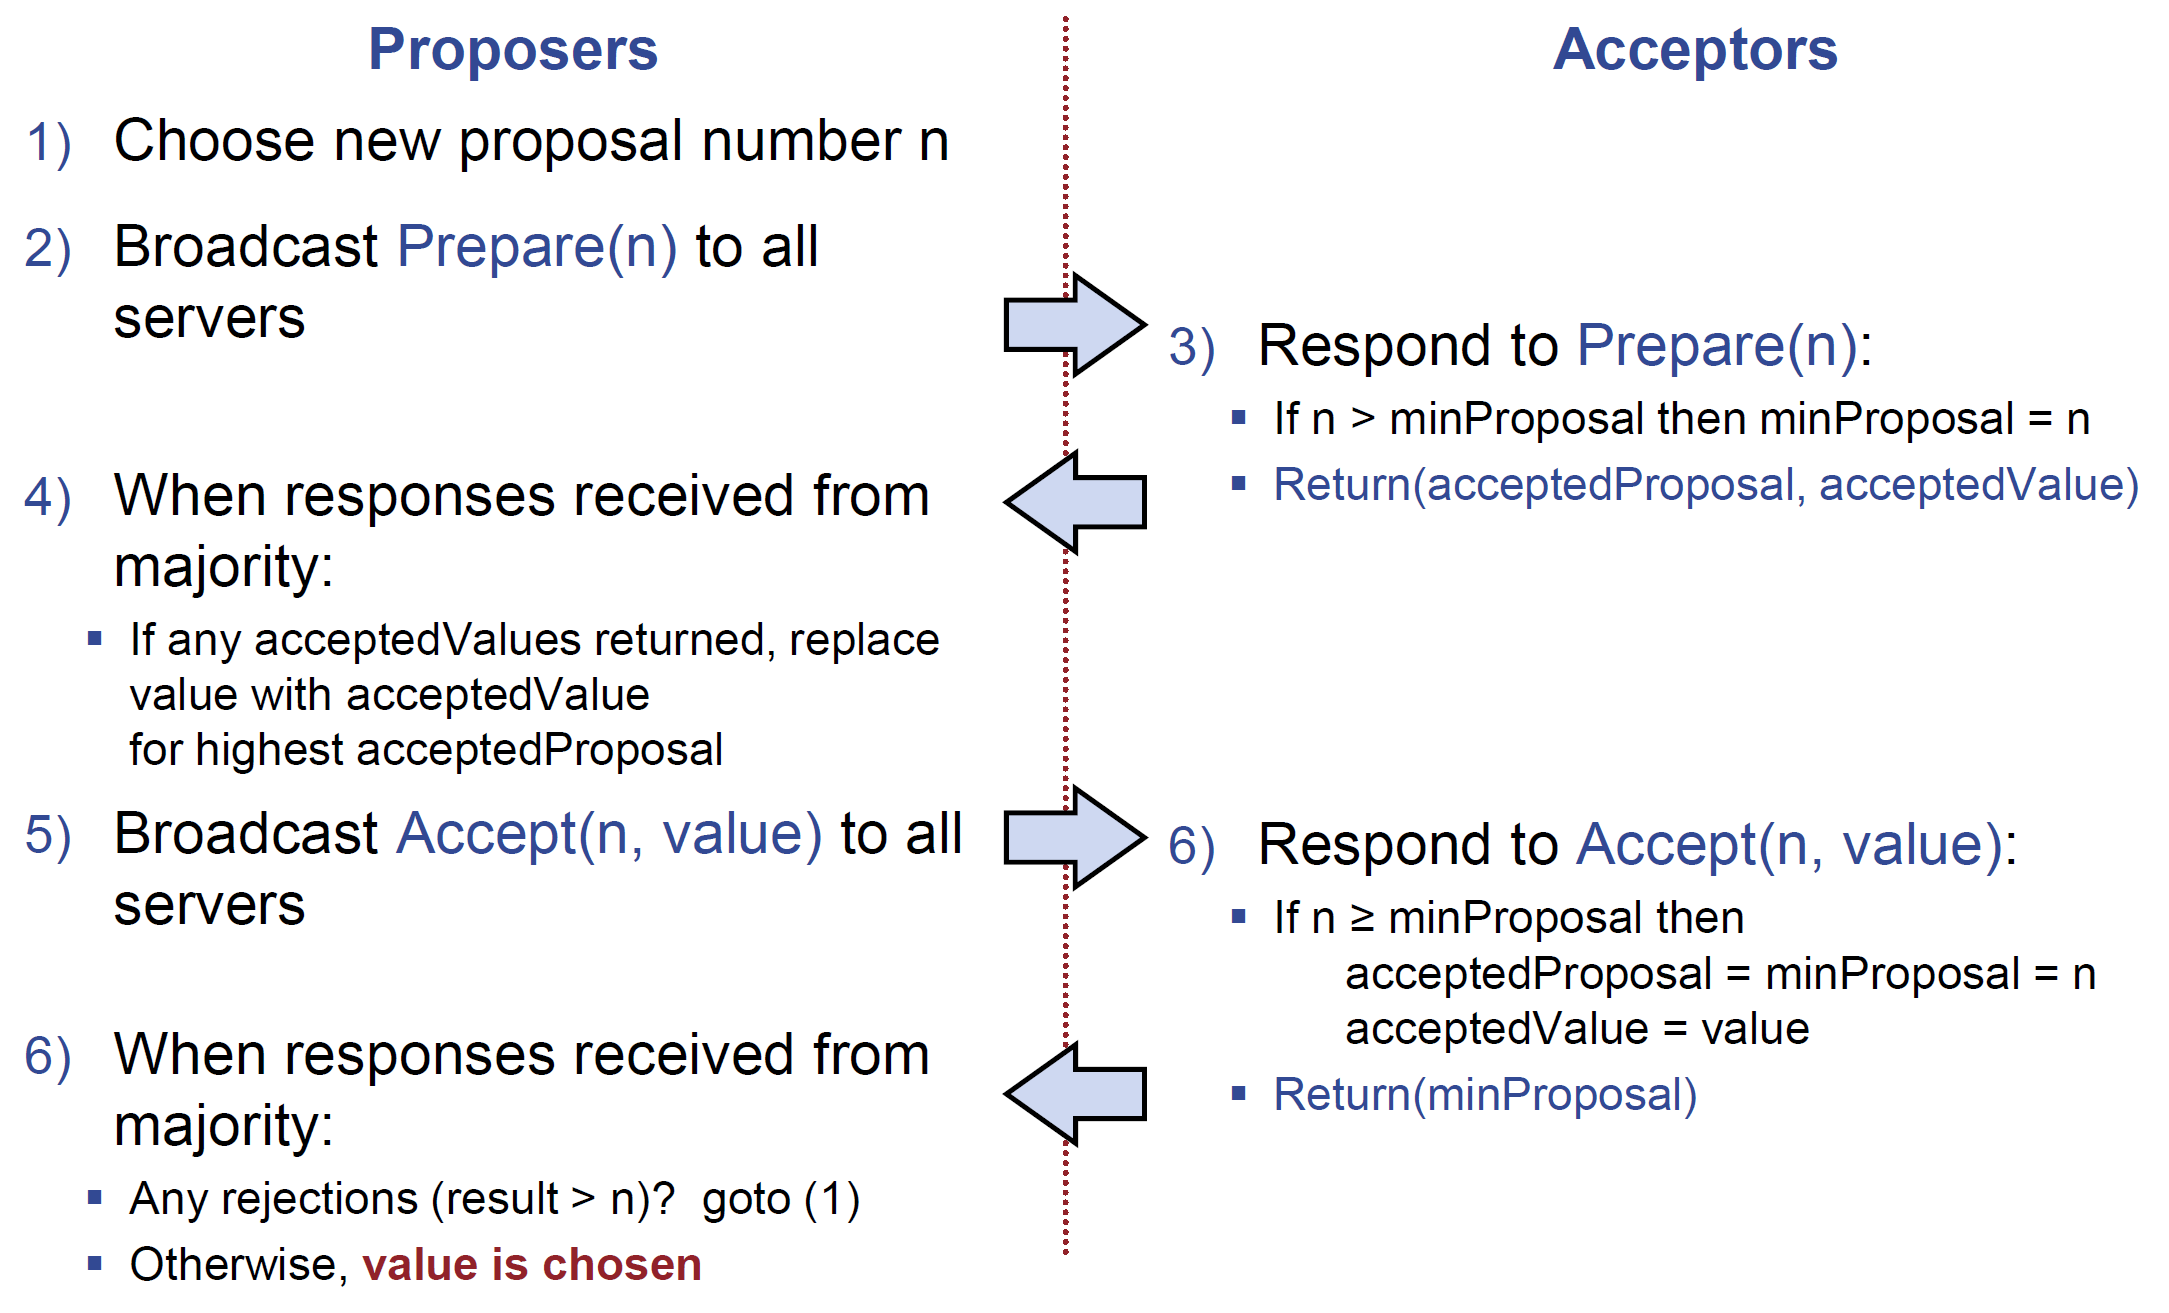 Proposers
1) Choose new proposal number n
2) Broadcast Prepare(n) to all
servers
4) When responses received from
majority:
▪ If any acceptedValues returned, replace
value with acceptedValue
for highest acceptedProposal
5) Broadcast Accept(n, value) to all
servers
6) When responses received from
majority:
▪ Any rejections (result > n)? goto (1)
▪ Otherwise, value is chosen
Acceptors
3) Respond to Prepare(n):
▪ If n > minProposal then minProposal = n
▪ Return(acceptedProposal, acceptedValue)
6) Respond to Accept(n, value):
▪ If n ≥ minProposal then
acceptedProposal = minProposal = n
acceptedValue = value
▪ Return(minProposal)